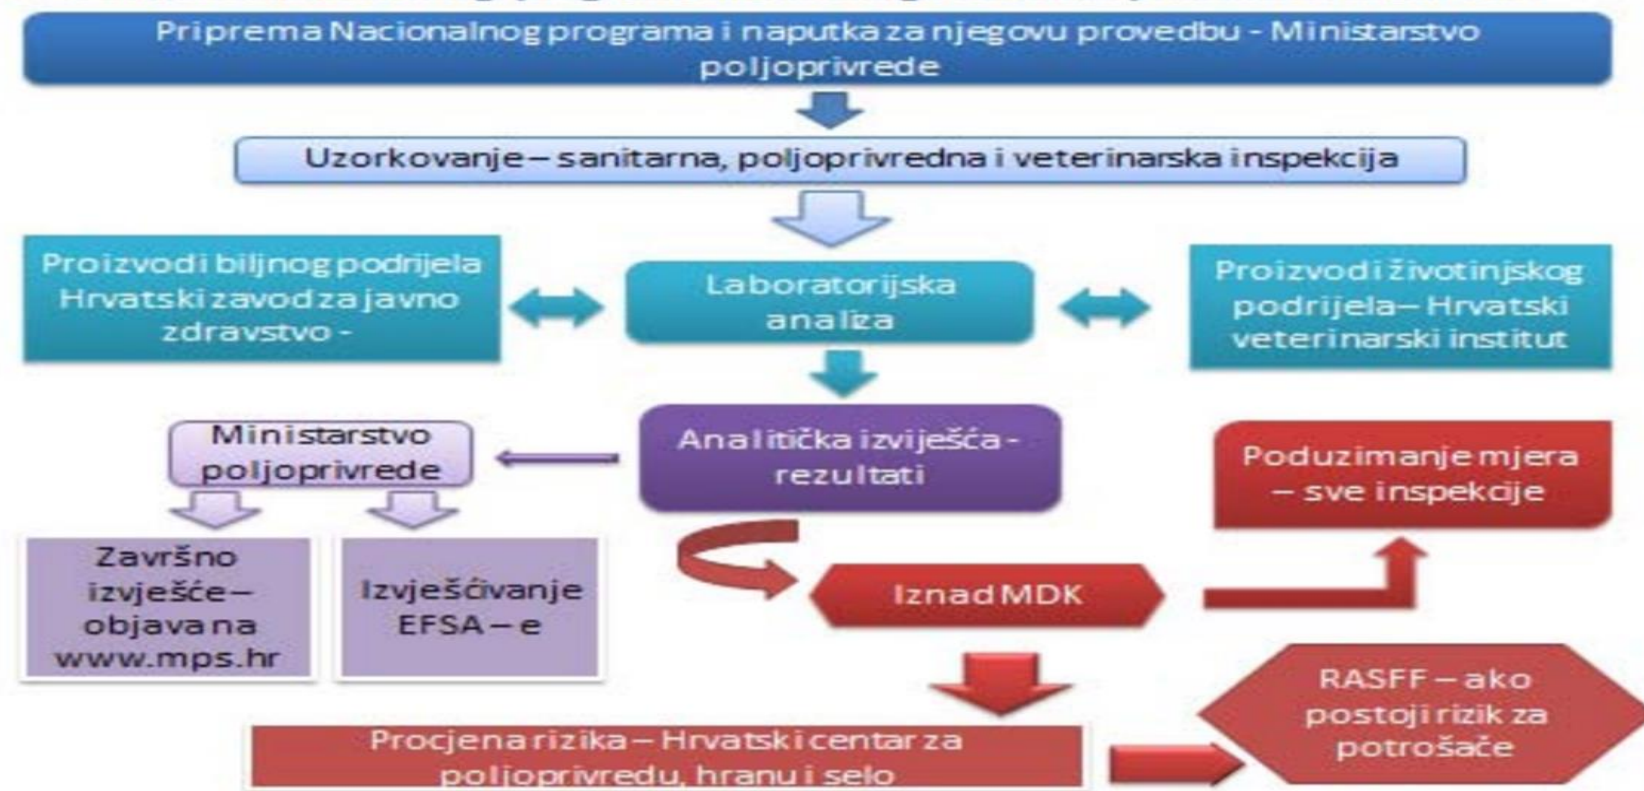 Priprema Nacionalnog programa i naputka za njegovu provedbu - Ministarstvo
poljoprivrede
Uzorkovanje – sanitarna, poljoprivredna i veterinarska inspekcija
Proizvodi biljnog podrijela
Hrvatski zavod za javno
zdravstvo -
Laboratorijska
analiza
Proizvodi životinjskog
podrijela– Hrvatski
veterinarski institut
Ministarstvo
poljoprivrede
Analitička izviješća -
rezultati
Poduzimanje mjera
– sve inspekcije
Završno
izvješće –
objava na
www.mps.hr
Izvješćivanje
EFSA – e
Iznad MDK
RASFF – ako
postoji rizik za
potrošače
Procjena rizika – Hrvatski centar za
poljoprivredu, hranu i selo